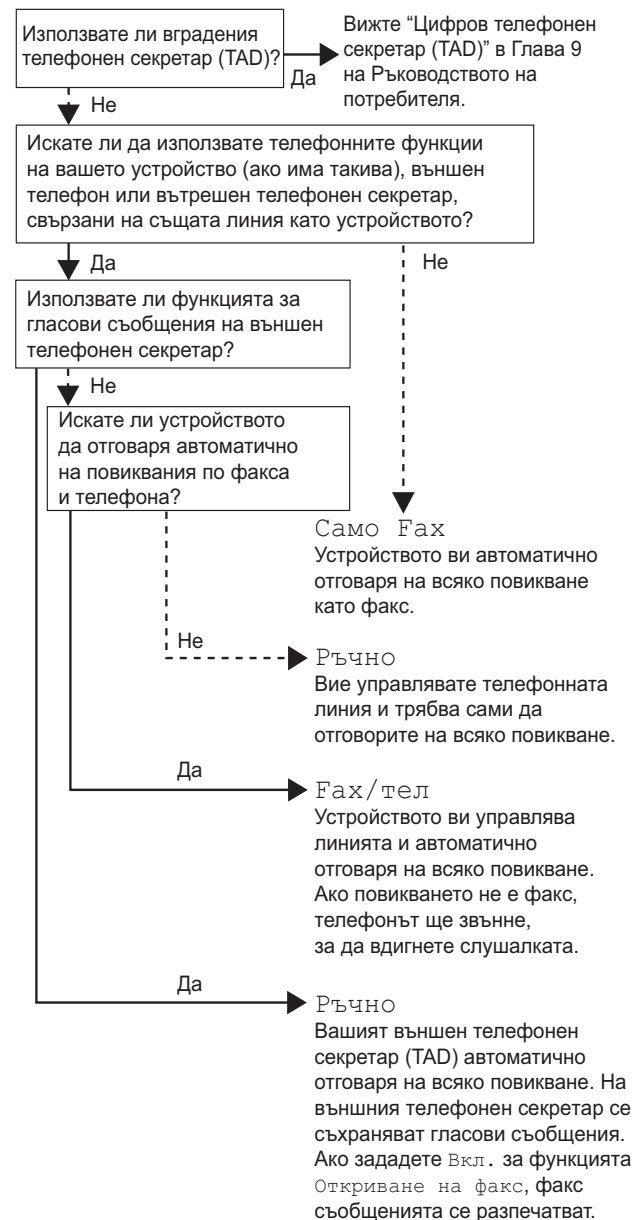 Използвате ли вградения
телефонен секретар (TAD)?
Да
Вижте “Цифров телефонен
секретар (TAD)” в Глава 9
на Ръководството на
потребителя.
Не
Искате ли да използвате телефонните функции
на вашето устройство (ако има такива), външен
телефон или вътрешен телефонен секретар,
свързани на същата линия като устройството?
Да
Не
Използвате ли функцията за
гласови съобщения на външен
телефонен секретар?
Не
Искате ли устройството
да отговаря автоматично
на повиквания по факса
и телефона?
Само Fax
Устройството ви автоматично
отговаря на всяко повикване
като факс.
Не
Ръчно
Вие управлявате телефонната
линия и трябва сами да
отговорите на всяко повикване.
Да
Fax/тел
Устройството ви управлява
линията и автоматично
отговаря на всяко повикване.
Ако повикването не е факс,
телефонът ще звънне,
за да вдигнете слушалката.
Да
Ръчно
Вашият външен телефонен
секретар (TAD) автоматично
отговаря на всяко повикване. На
външния телефонен секретар се
съхраняват гласови съобщения.
Ако зададете Вкл. за функцията
Откриване на факс, факс
съобщенията се разпечатват.